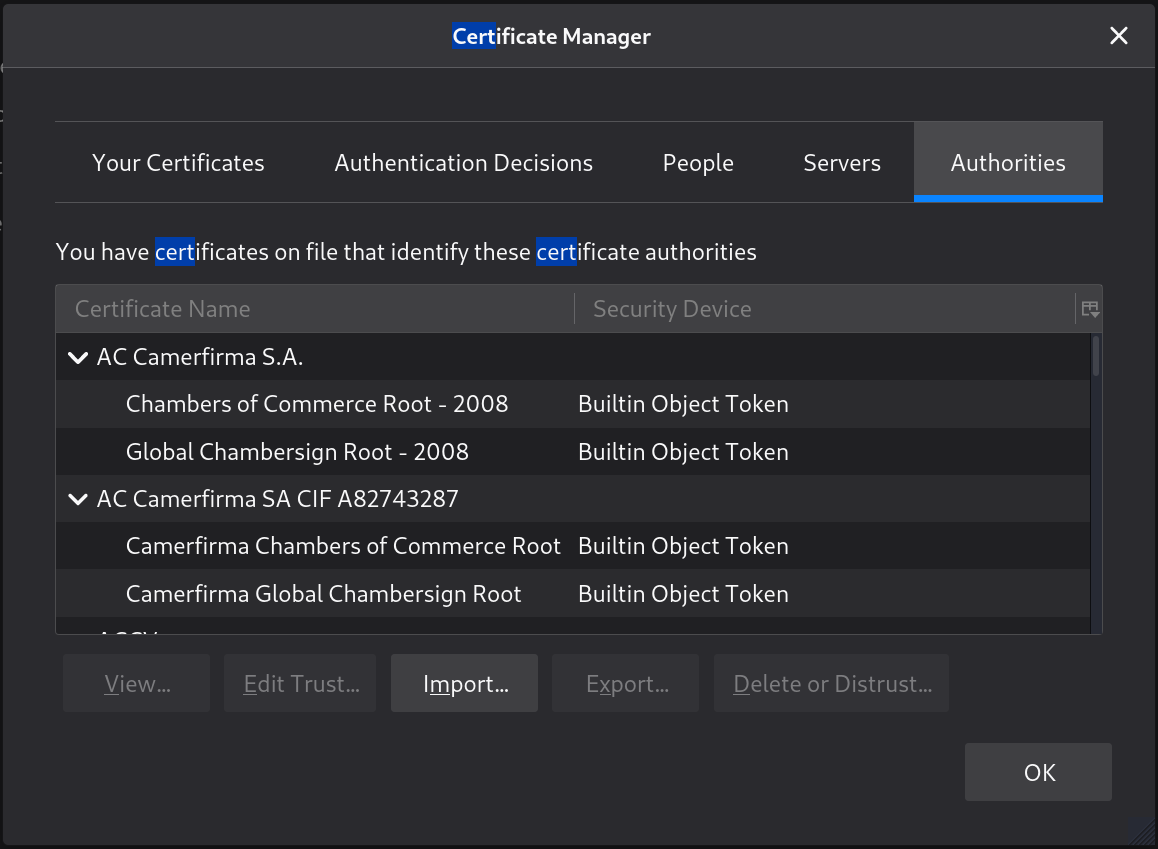 Certificate Manager
Your Certificates Authentication Decisions People Servers Authorities
You have certificates on file that identify these certificate authorities
Certificate Name Security Device
AC Camerfirma S.A.
Chambers of Commerce Root - 2008 Builtin Object Token
Global Chambersign Root - 2008 Builtin Object Token
AC Camerfirma SA CIF A82743287
Camerfirma Chambers of Commerce Root Builtin Object Token
Camerfirma Global Chambersign Root Builtin Object Token
View... Edit Trust... Import... Export... Delete or Distrust...
OK